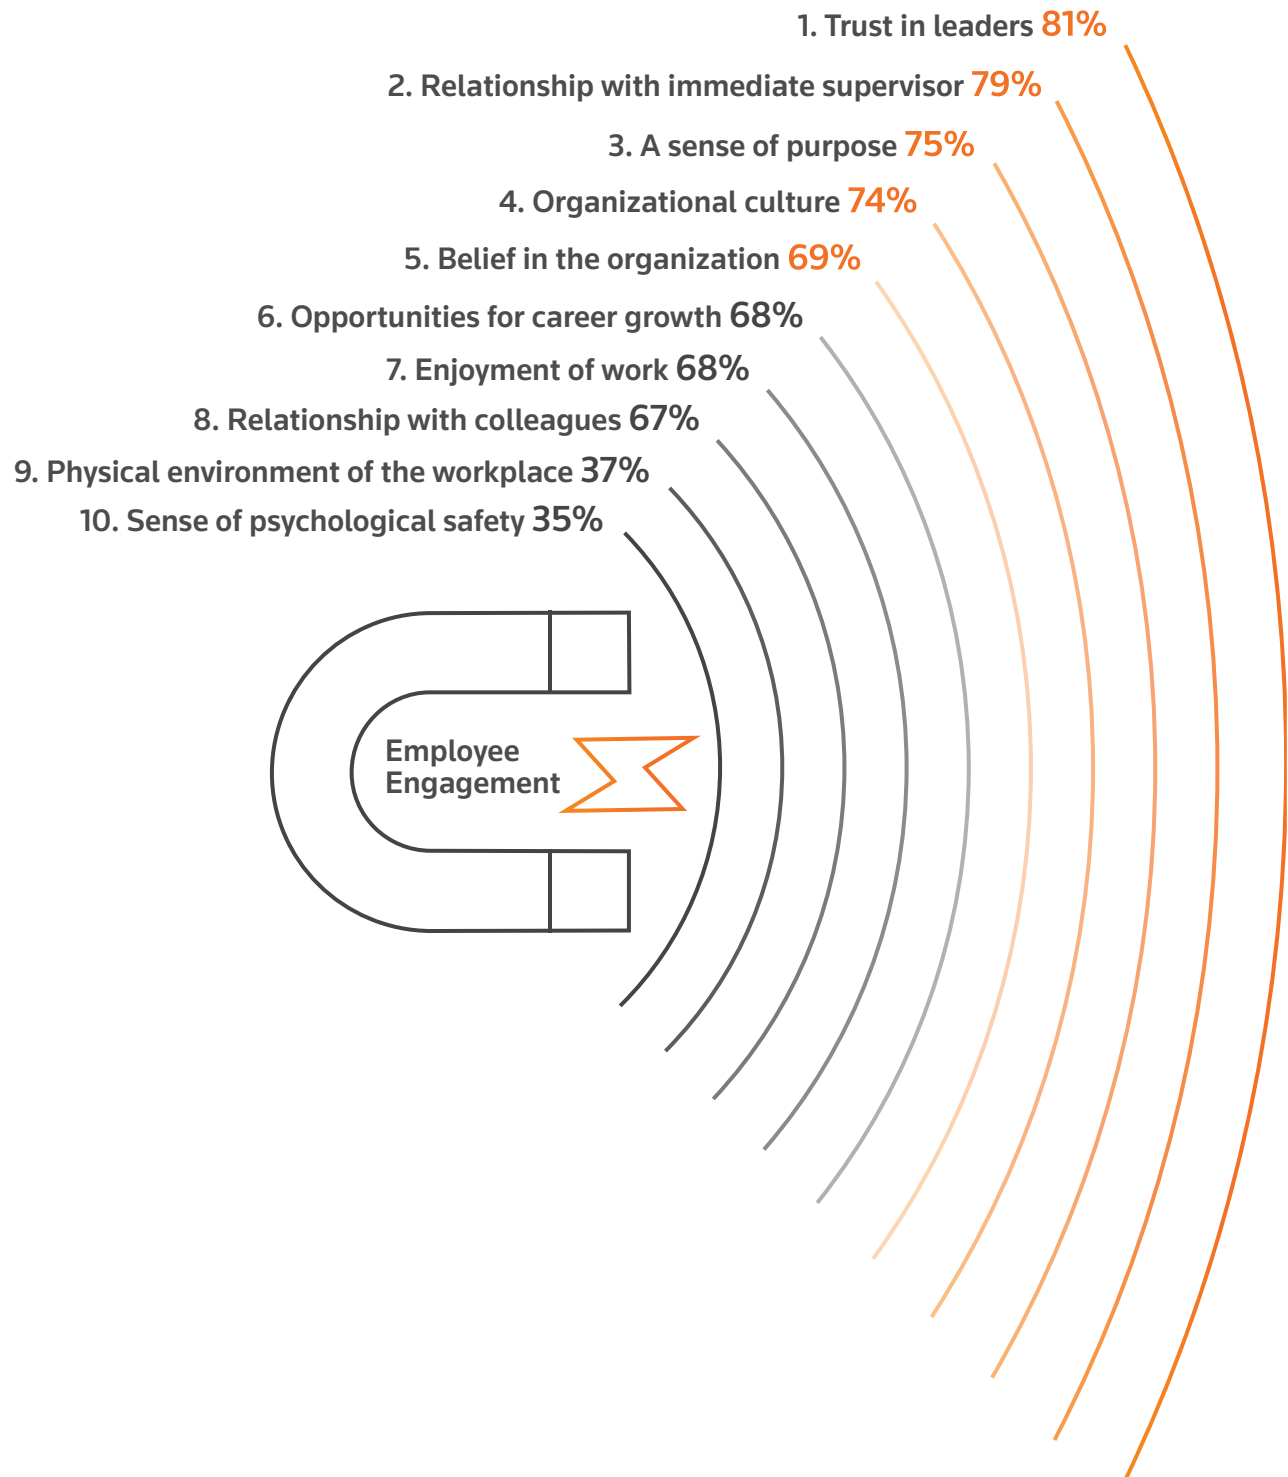 1. Trust in leaders 81%
2. Relationship with immediate supervisor 79%
3. A sense of purpose 75%
4. Organizational culture 74%
5. Belief in the organization 69%
6. Opportunities for career growth 68%
7. Enjoyment of work 68%
8. Relationship with colleagues 67%
9. Physical environment of the workplace 37%
10. Sense of psychological safety 35%
Employee
Engagement